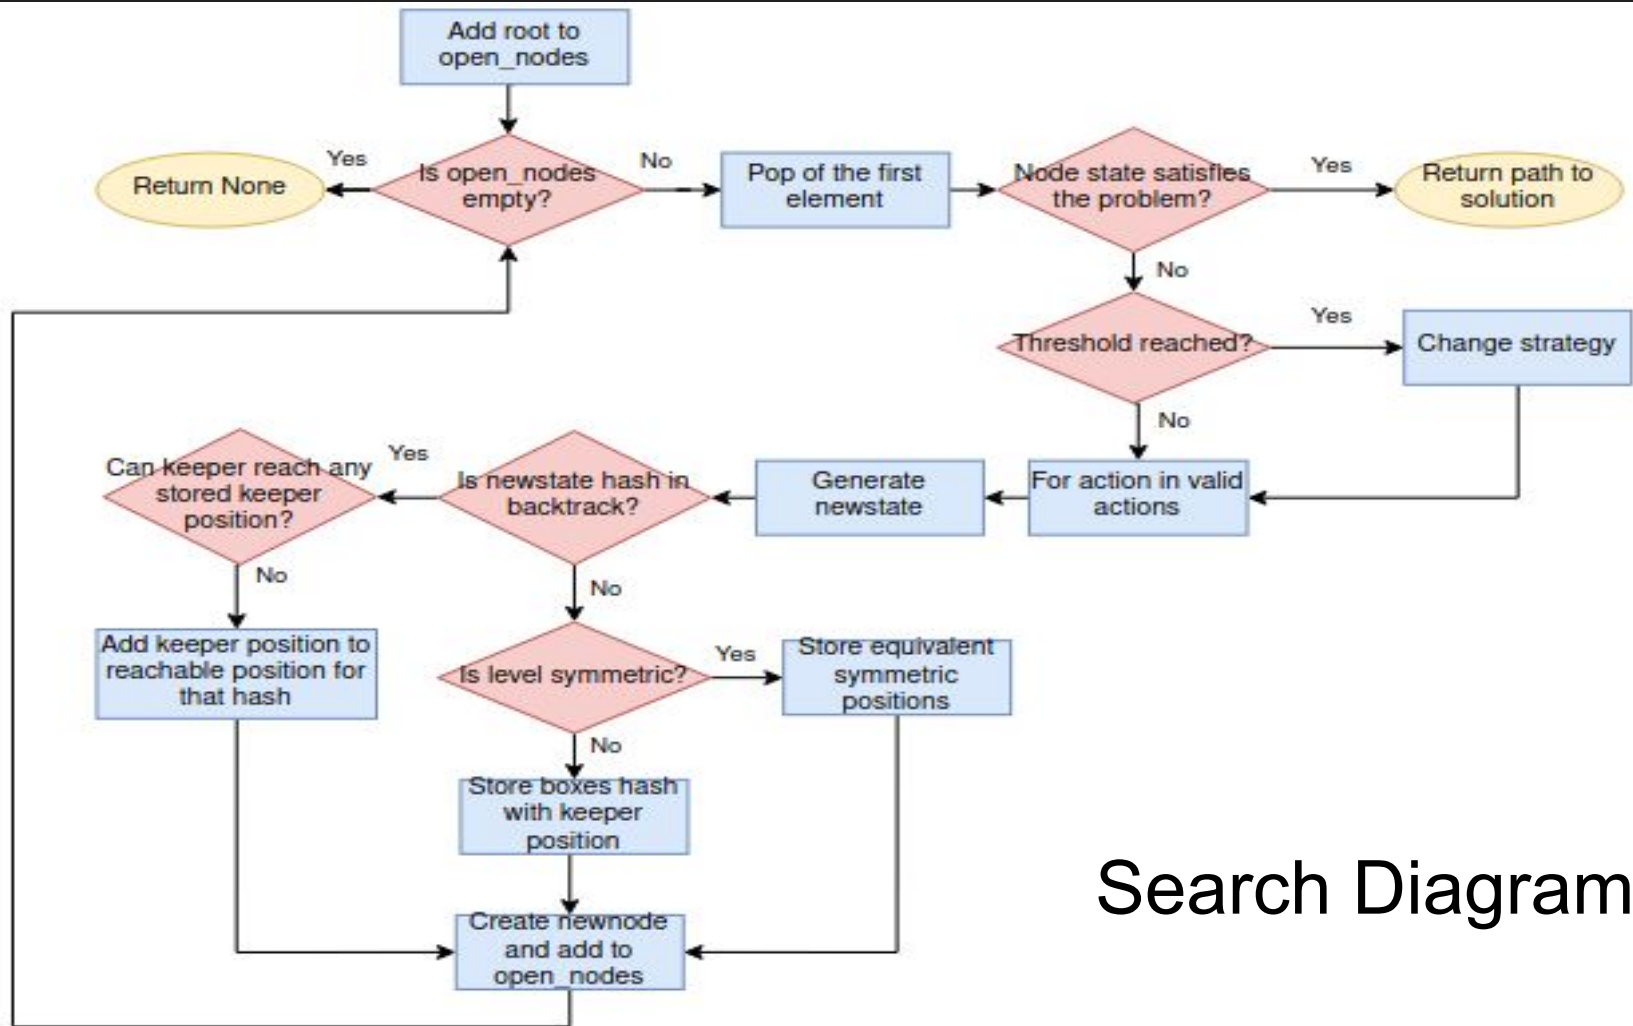 Add root to
open_nodes
Yes
No
Return None
Is open_nodes
empty?
Pop of the first
element
Node state satisfies
the problem?
Yes
Return path to
solution
No
Threshold reached?
Yes
Change strategy
No
Can keeper reach any
stored keeper
position?
Yes
Is newstate hash in
backtrack?
Generate
newstate
For action in valid
actions
No
No
Add keeper position to
reachable position for
that hash
Is level symmetric?
Yes
Store equivalent
symmetric
positions
No
Store boxes hash
with keeper
position
Create newnode
and add to
open_nodes
Search Diagram